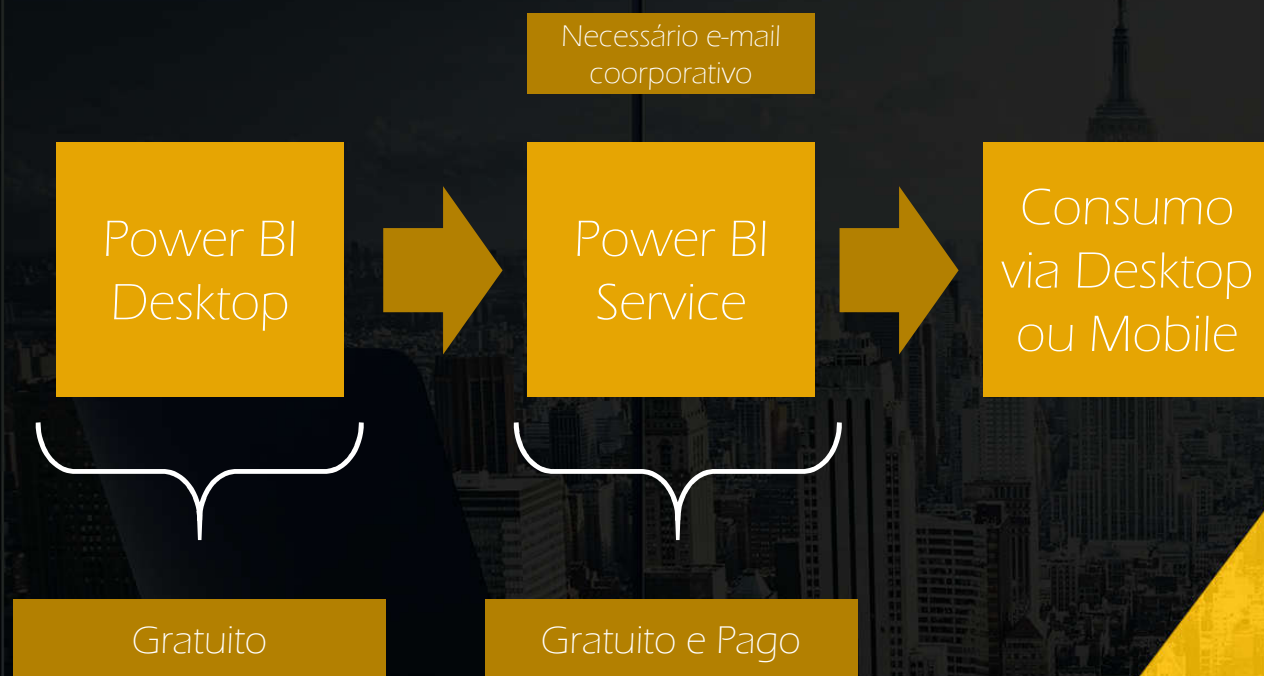 Necessário e-mail
coorporativo
Power BI
Desktop
Power BI
Service
Consumo
via Desktop
ou Mobile
Gratuito
Gratuito e Pago